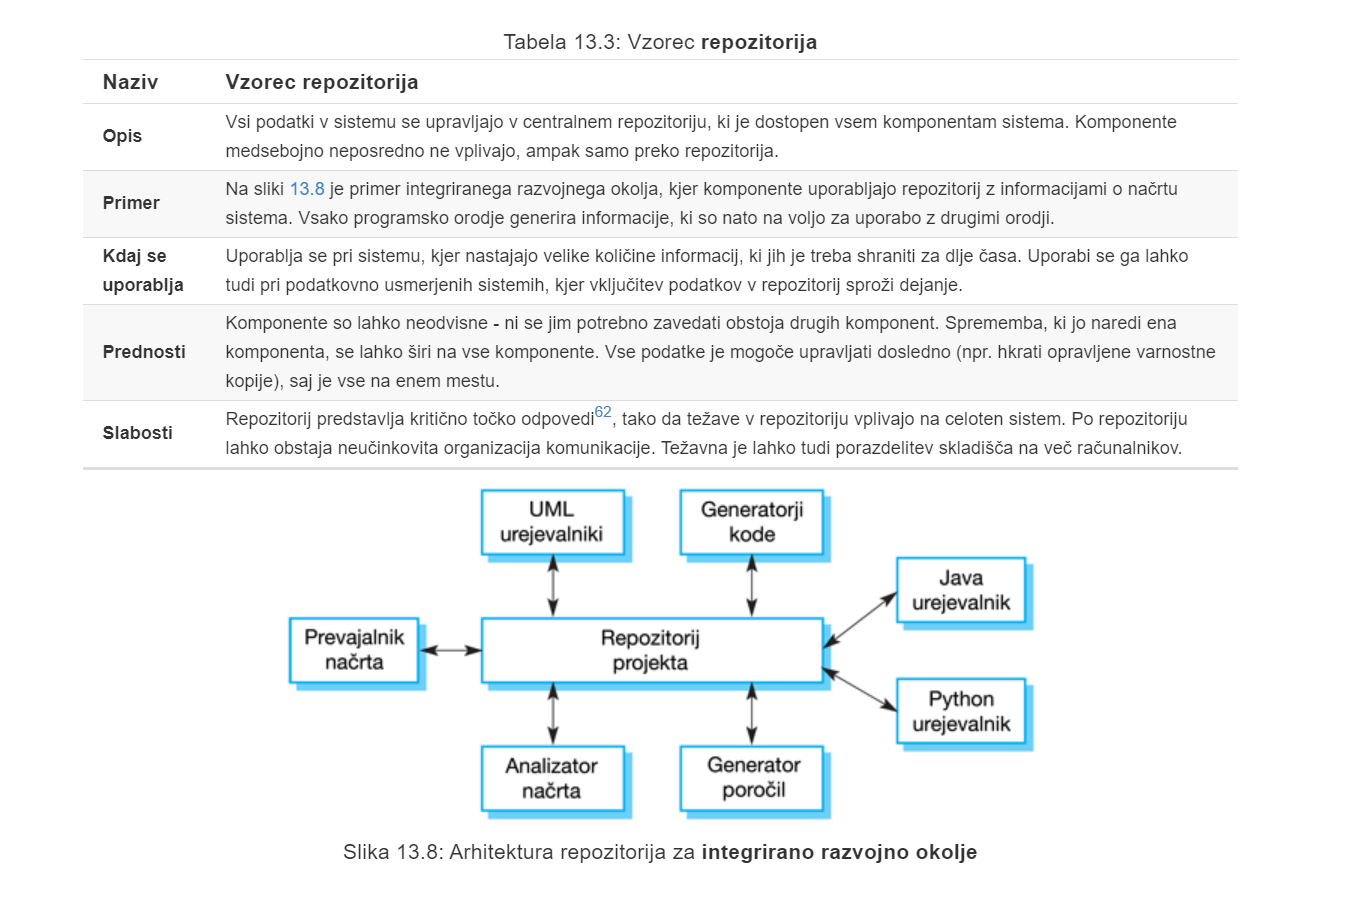 Tabela 13.3: Vzorec repozitorija
Naziv Vzorec repozitorija
Opis
Vsi podatki v sistemu se upravljajo v centralnem repozitoriju, ki je dostopen vsem komponentam sistema. Komponente
medsebojno neposredno ne vplivajo, ampak samo preko repozitorija.
Primer
Na sliki 13.8 je primer integriranega razvojnega okolja, kjer komponente uporabljajo repozitorij z informacijami o načrtu
sistema. Vsako programsko orodje generira informacije, ki so nato na voljo za uporabo z drugimi orodji.
Kdaj se
uporablja
Uporablja se pri sistemu, kjer nastajajo velike količine informacij, ki jih je treba shraniti za dlje časa. Uporabi se ga lahko
tudi pri podatkovno usmerjenih sistemih, kjer vključitev podatkov v repozitorij sproži dejanje.
Prednosti
Komponente so lahko neodvisne - ni se jim potrebno zavedati obstoja drugih komponent. Sprememba, ki jo naredi ena
komponenta, se lahko širi na vse komponente. Vse podatke je mogoče upravljati dosledno (npr. hkrati opravljene varnostne
kopije), saj je vse na enem mestu.
Slabosti
Repozitorij predstavlja kritično točko odpovedi62, tako da težave v repozitoriju vplivajo na celoten sistem. Po repozitoriju
lahko obstaja neučinkovita organizacija komunikacije. Težavna je lahko tudi porazdelitev skladišča na več računalnikov.
UML
urejevalniki
Generatorji
kode
Java
urejevalnik
Prevajalnik
načrta
Repozitorij
projekta
Python
urejevalnik
Analizator
načrta
Generator
poročil
Slika 13.8: Arhitektura repozitorija za integrirano razvojno okolje